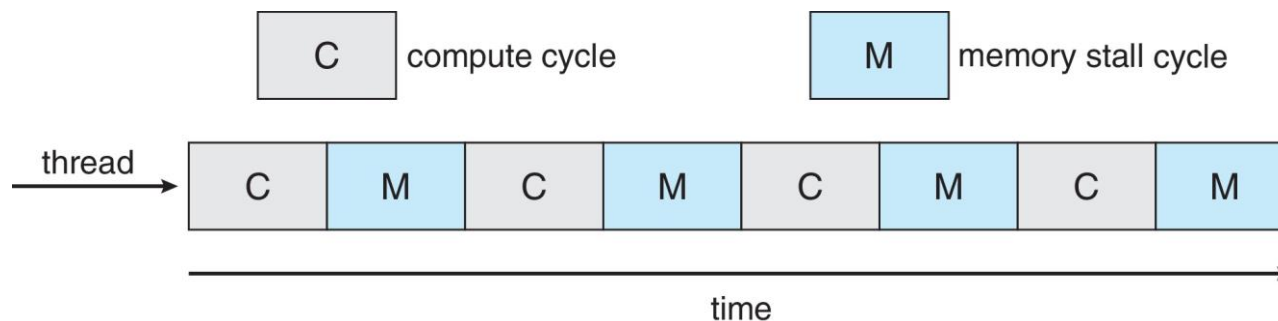 C compute cycle M memory stall cycle
thread
C M C M C M C M
time